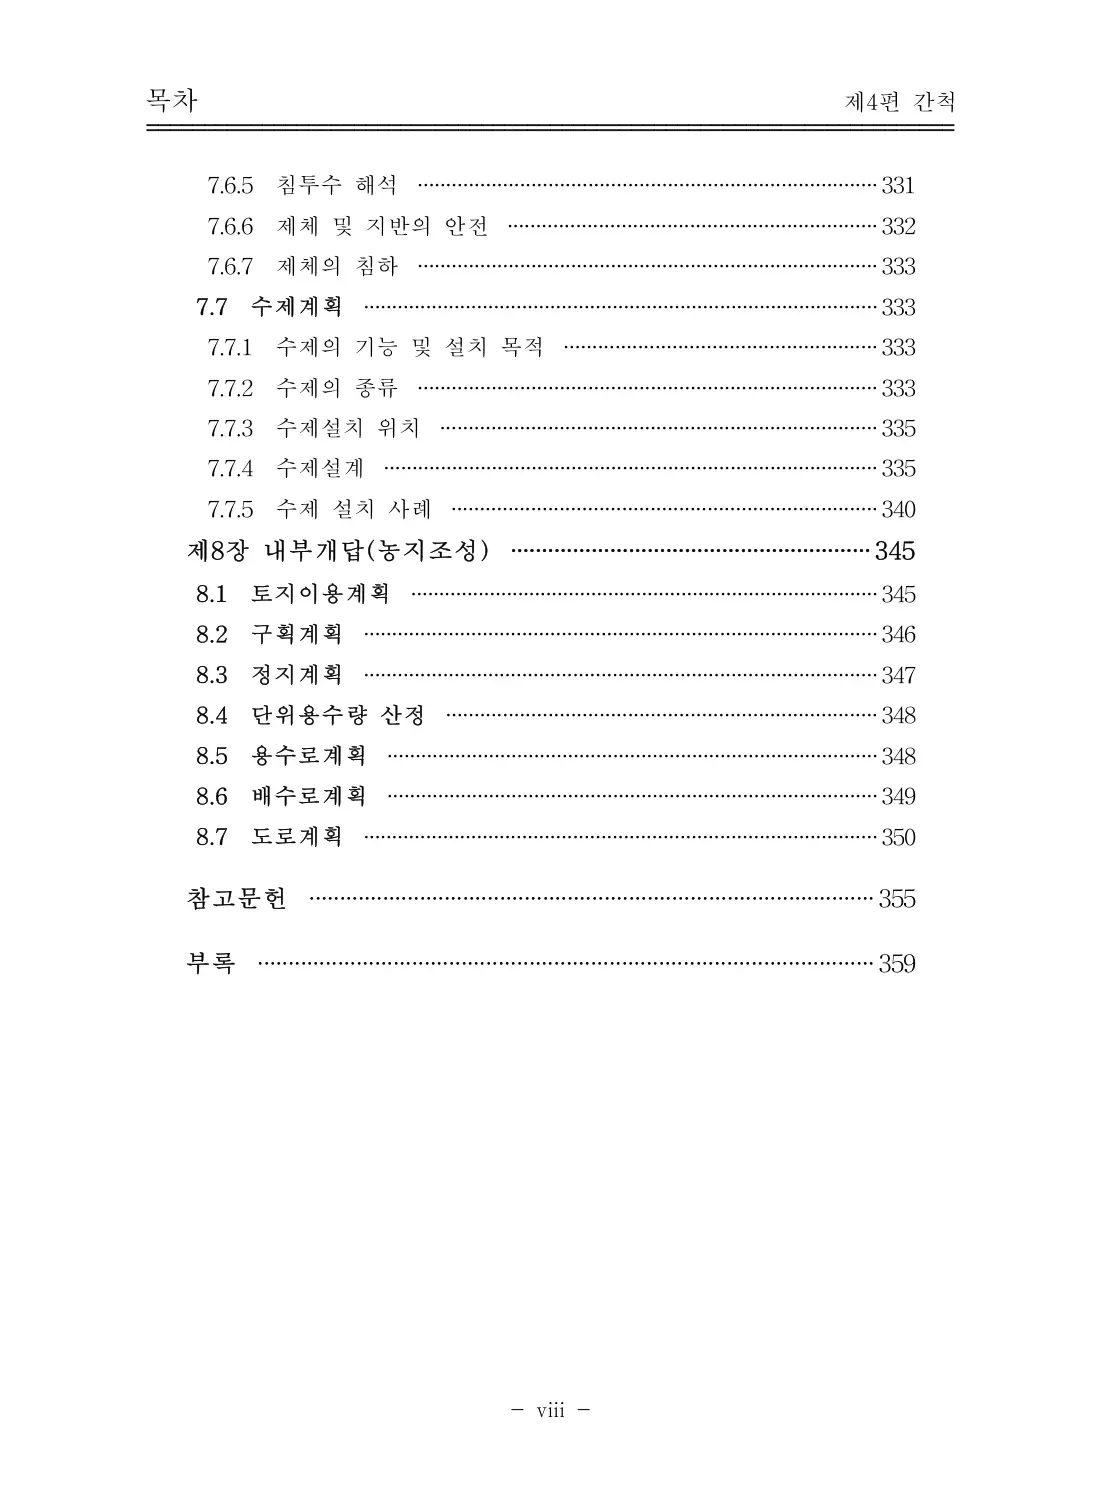 목차 제4편 간척
7.6.5 침투수 해석 ········ 331
7.6.6 제체 및 지반의 안전 ········ 332
7.6.7 제체의 침하 ········ 333
7.7 수제계획 ········ 333
7.7.1 수제의 기능 및 설치 목적 ········ 333
7.7.2 수제의 종류 ········ 333
7.7.3 수제설치 위치 ········ 335
7.7.4 수제설계 ········ 335
7.7.5 수제 설치 사례 ········ 340
제8장 내부개답(농지조성) ········ 345
8.1 토지이용계획 ········ 345
8.2 구획계획 ········ 346
8.3 정지계획 ········ 347
8.4 단위용수량 산정 ········ 348
8.5 용수로계획 ········ 348
8.6 배수로계획 ········ 349
8.7 도로계획 ········ 350
참고문헌 ········ 355
부록 ········ 359
- viii -